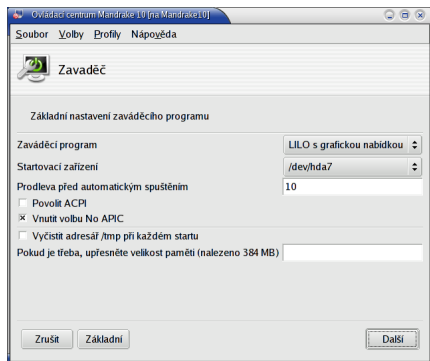 Ovládací centrum Mandrake 10 [na Mandrake10]
Soubor Volby Profily Nápověda
Zavaděč
Základní nastavení zaváděcího programu
Zaváděcí program LILO s grafickou nabídkou
Startovací zařízení /dev/hda7
Prodleva před automatickým spuštěním 10
Povolit ACPI
Vnutit volbu No APIC
Vyčistit adresář /tmp při každém startu
Pokud je třeba, upřesněte velikost paměti (nalezeno 384 MB)
Zrušit Základní Další